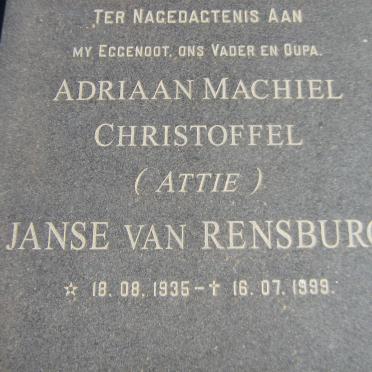 TER NAGEDAGTENIS AAN
MY EGGENOOT, ONS VADER EN OUPA.
ADRIAAN MACHIEL
CHRISTOFFEL
( ATTIE )
JANSE VAN RENSBURG
☆ 18. 08. 1935 – ✝ 16. 07. 1999.